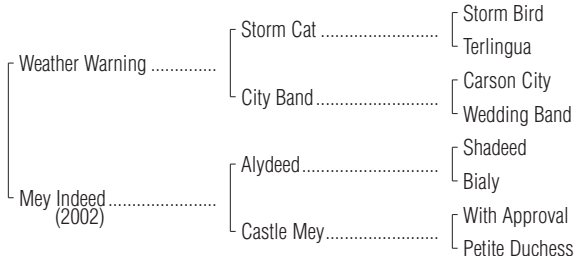 Storm Bird
Storm Cat ........................
Terlingua
Weather Warning .............
Carson City
City Band .........................
Wedding Band
Shadeed
Alydeed ...........................
Bialy
Mey Indeed ......................
(2002)
With Approval
Castle Mey .......................
Petite Duchess